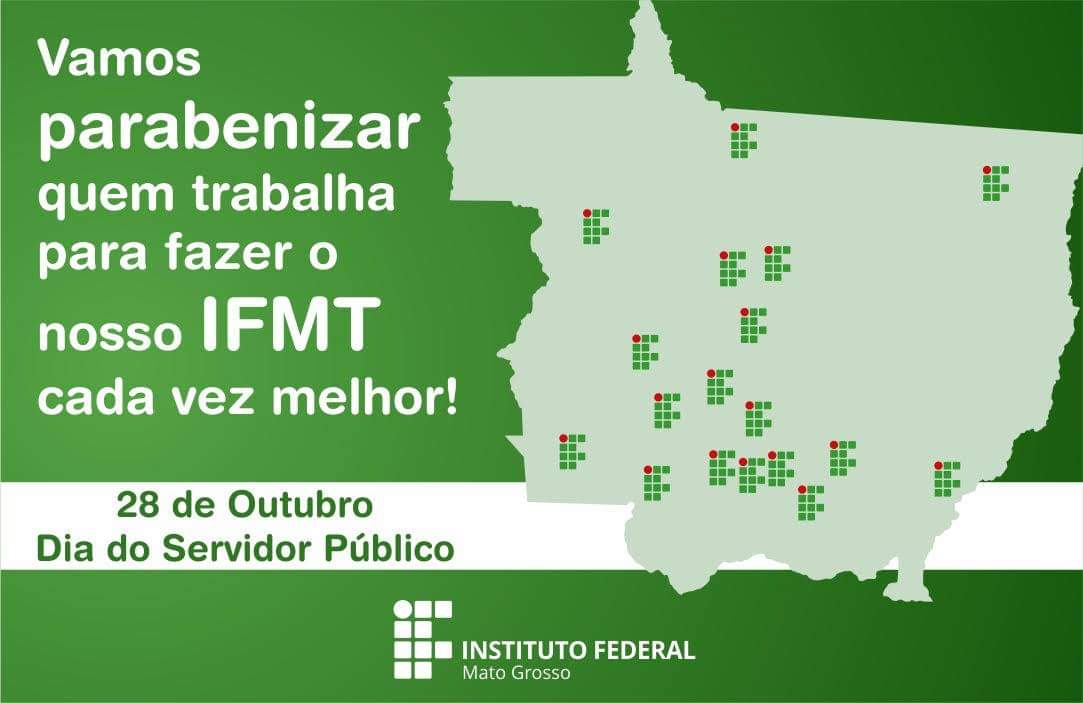 Vamos
parabenizar
quem trabalha
para fazer o
nosso IFMT
cada vez melhor!
28 de Outubro
Dia do Servidor Público
INSTITUTO FEDERAL
Mato Grosso